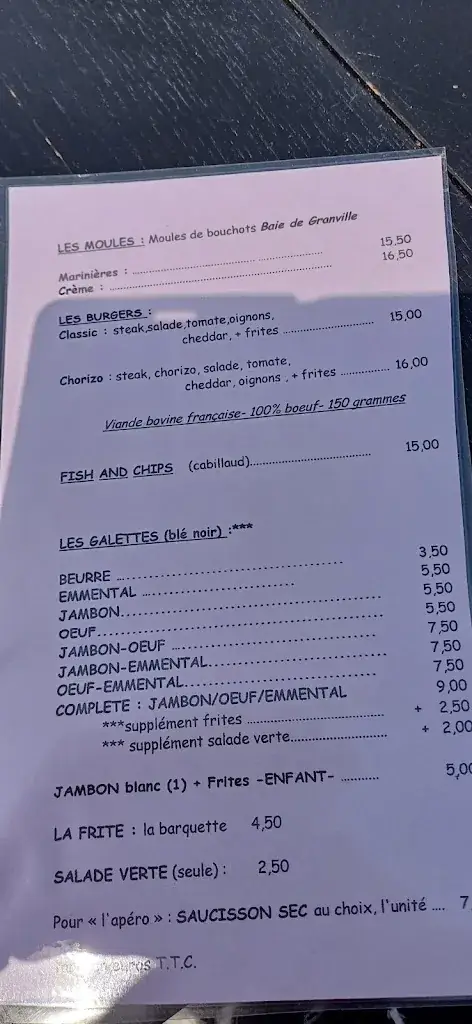 LES MOULES : Moules de bouchots Baie de Granville
Marinières : ................................................ 15,50
Crème : ................................................ 16,50
LES BURGERS :
Classic : steak,salade,tomate,oignons,
cheddar, + frites ........................... 15,00
Chorizo : steak, chorizo, salade, tomate,
cheddar, oignons , + frites ............... 16,00
Viande bovine française- 100% boeuf- 150 grammes
FISH AND CHIPS (cabillaud)..................................... 15,00
LES GALETTES (blé noir) :***
BEURRE ................................................ 3,50
EMMENTAL .................................... 5,50
JAMBON................................................ 5,50
OEUF................................................ 5,50
JAMBON-OEUF .......................................... 7,50
JAMBON-EMMENTAL.................................... 7,50
OEUF-EMMENTAL.................................... 7,50
COMPLETE : JAMBON/OEUF/EMMENTAL 9,00
***supplément frites .................................... + 2,50
*** supplément salade verte......................... + 2,00
JAMBON blanc (1) + Frites -ENFANT- ........... 5,00
LA FRITE : la barquette 4,50
SALADE VERTE (seule) : 2,50
Pour « l'apéro » : SAUCISSON SEC au choix, l'unité .... 7
T.T.C.